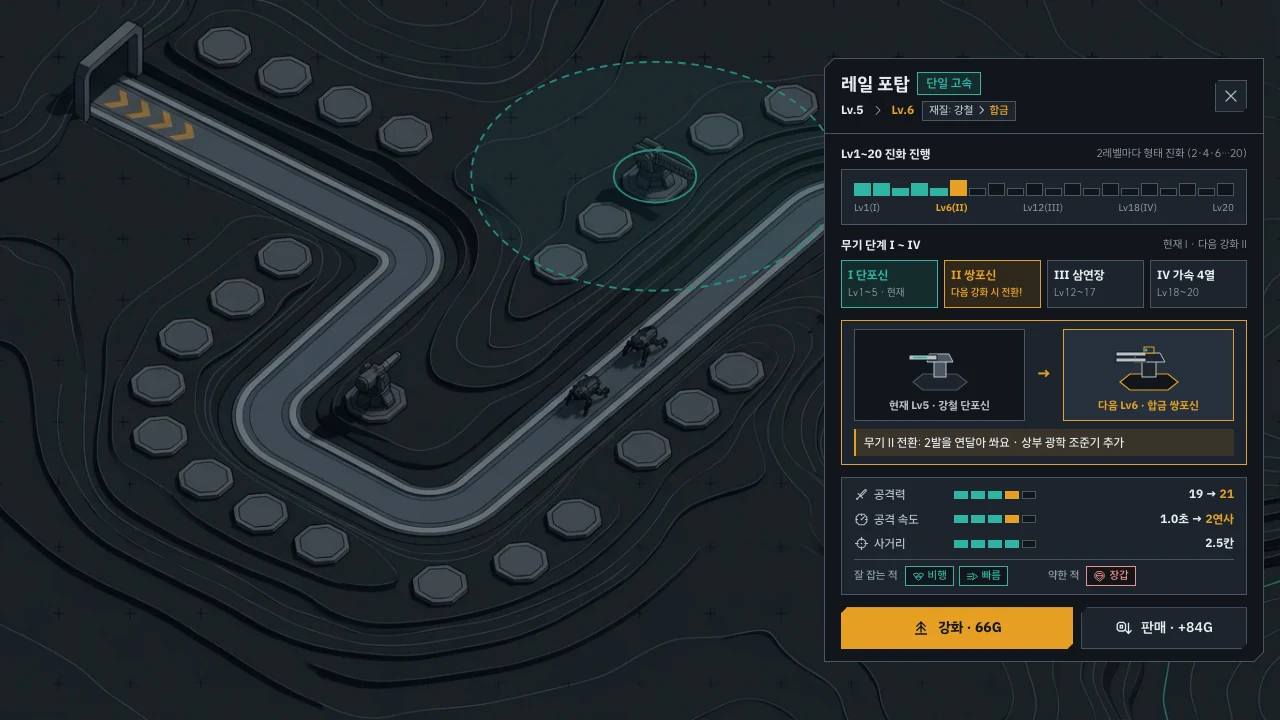 레일 포탑 단일 고속
Lv.5 > Lv.6 재질: 강철 > 합금
Lv1~20 진화 진행 2레벨마다 형태 진화 (2·4·6…20)
Lv1(I) Lv6(II) Lv12(III) Lv18(IV) Lv20
무기 단계 I ~ IV 현재 I · 다음 강화 II
I 단포신 II 쌍포신 III 삼연장 IV 가속 4열
Lv1~5 · 현재 다음 강화 시 전환! Lv12~17 Lv18~20
→
현재 Lv5 · 강철 단포신 다음 Lv6 · 합금 쌍포신
무기 II 전환: 2발을 연달아 쏴요 · 상부 광학 조준기 추가
공격력 19 → 21
공격 속도 1.0초 → 2연사
사거리 2.5칸
잘 잡는 적 비행 빠름 약한 적 장갑
강화 · 66G 판매 · +84G